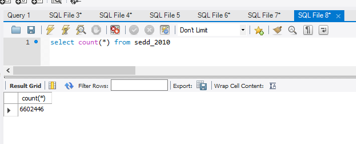 Query 1 SQL File 3* SQL File 4* SQL File 5 SQL File 6* SQL File 7* SQL File 8*
Don't Limit
1 select count(*) from sedd_2010
Result Grid Filter Rows: Export: Wrap Cell Content:
count(*)
6602446